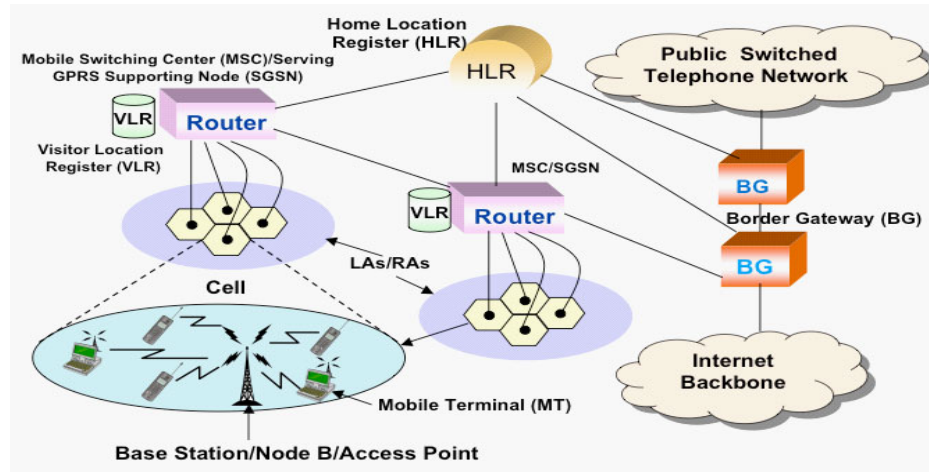 Home Location
Register (HLR)
Public Switched
Telephone Network
Mobile Switching Center (MSC)/Serving
GPRS Supporting Node (SGSN)
HLR
VLR
Router
Visitor Location
Register (VLR)
MSC/SGSN
BG
VLR
Router
Border Gateway (BG)
BG
LAs/RAs
Cell
Internet
Backbone
Mobile Terminal (MT)
Base Station/Node B/Access Point